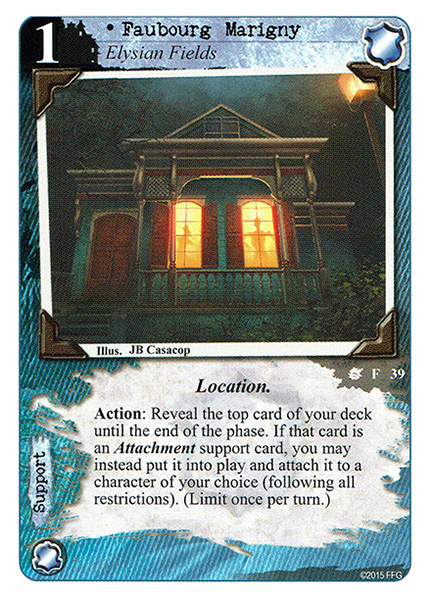 1
• Faubourg Marigny
Elysian Fields
Illus. JB Casacop
F 39
Location.
Action: Reveal the top card of your deck
until the end of the phase. If that card is
an Attachment support card, you may
instead put it into play and attach it to a
character of your choice (following all
restrictions). (Limit once per turn.)
Support
©2015 FFG